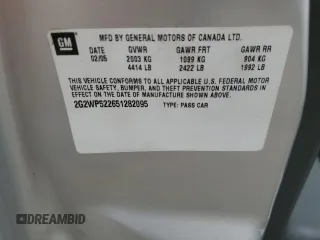 GM
MFD BY GENERAL MOTORS OF CANADA LTD.
DATE GVWR GAWR FRT GAWR RR
02/05 2003 KG 1099 KG 904 KG
4414 LB 2422 LB 1992 LB
THIS VEHICLE CONFORMS TO ALL APPLICABLE U.S. FEDERAL MOTOR
VEHICLE SAFETY, BUMPER, AND THEFT PREVENTION STANDARDS IN
EFFECT ON THE DATE OF MANUFACTURE SHOWN ABOVE.
2G2WP522651282095 TYPE: PASS CAR
DREAMBID